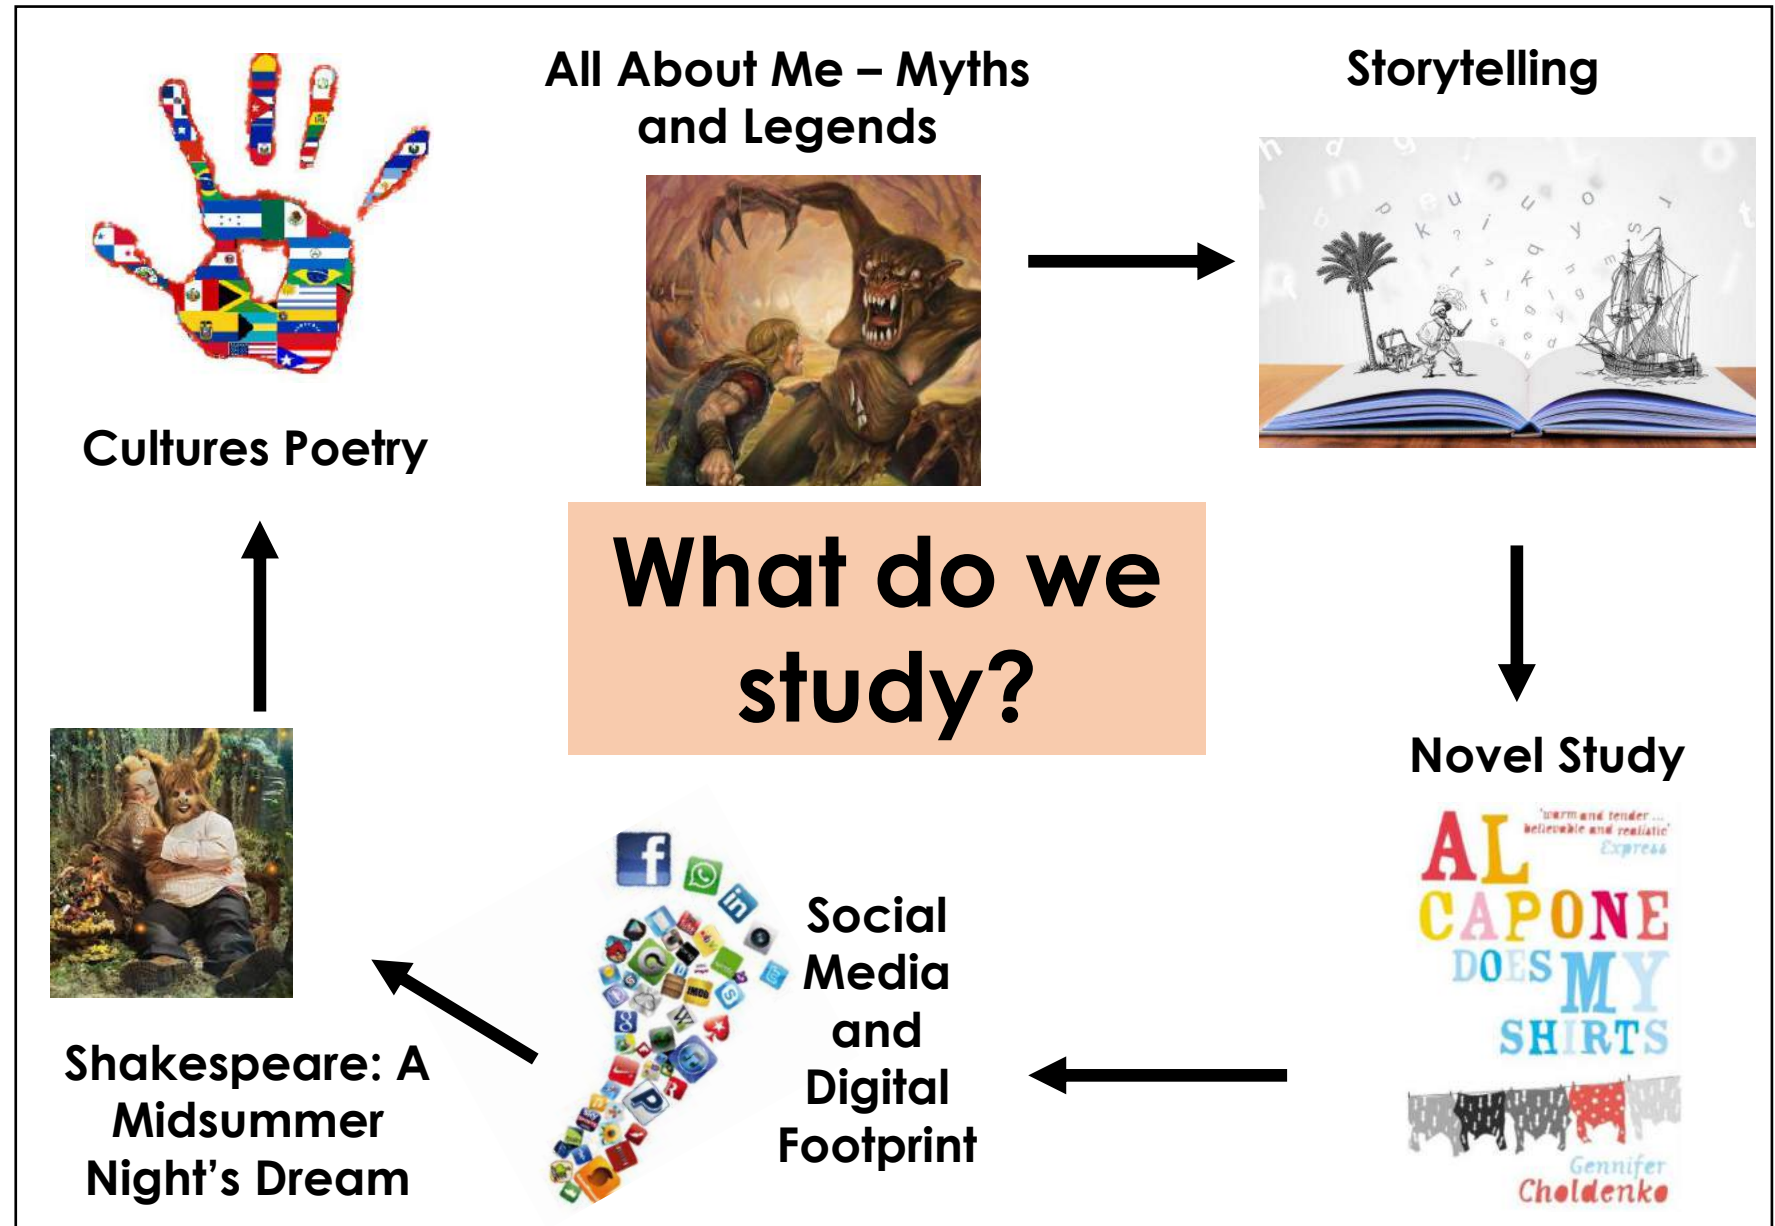 All About Me – Myths
and Legends
Storytelling
Cultures Poetry
What do we
study?
Novel Study
'warm and tender ...
believable and realistic'
Express
AL
CAPONE
DOES MY
SHIRTS
Gennifer
Choldenko
Social
Media
and
Digital
Footprint
Shakespeare: A
Midsummer
Night's Dream